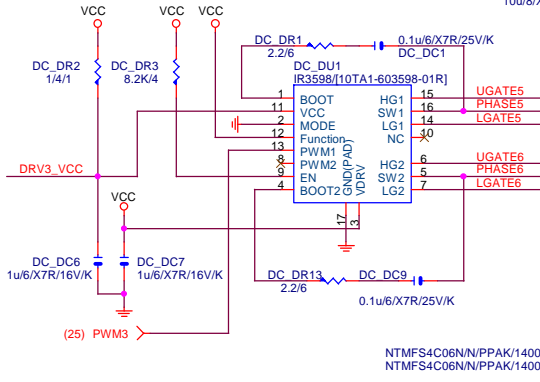 10u/8/X
VCC VCC VCC
DC_DR2
1/4/1
DC_DR3
8.2K/4
DC_DR1
2.2/6
0.1u/6/X7R/25V/K
DC_DC1
DC_DU1
IR3598/[10TA1-603598-01R]
1 BOOT HG1 15 UGATE5
11 VCC SW1 16 PHASE5
2 MODE LG1 14 LGATE5
12 Function NC 10
13 PWM1
8 PWM2 HG2 6 UGATE6
9 EN SW2 5 PHASE6
4 BOOT2 LG2 7 LGATE6
GND(PAD) VDRV
17 3
DRV3_VCC
VCC
DC_DC6
1u/6/X7R/16V/K
DC_DC7
1u/6/X7R/16V/K
DC_DR13
2.2/6
DC_DC9
0.1u/6/X7R/25V/K
(25) PWM3
NTMFS4C06N/N/PPAK/1400
NTMFS4C06N/N/PPAK/1400